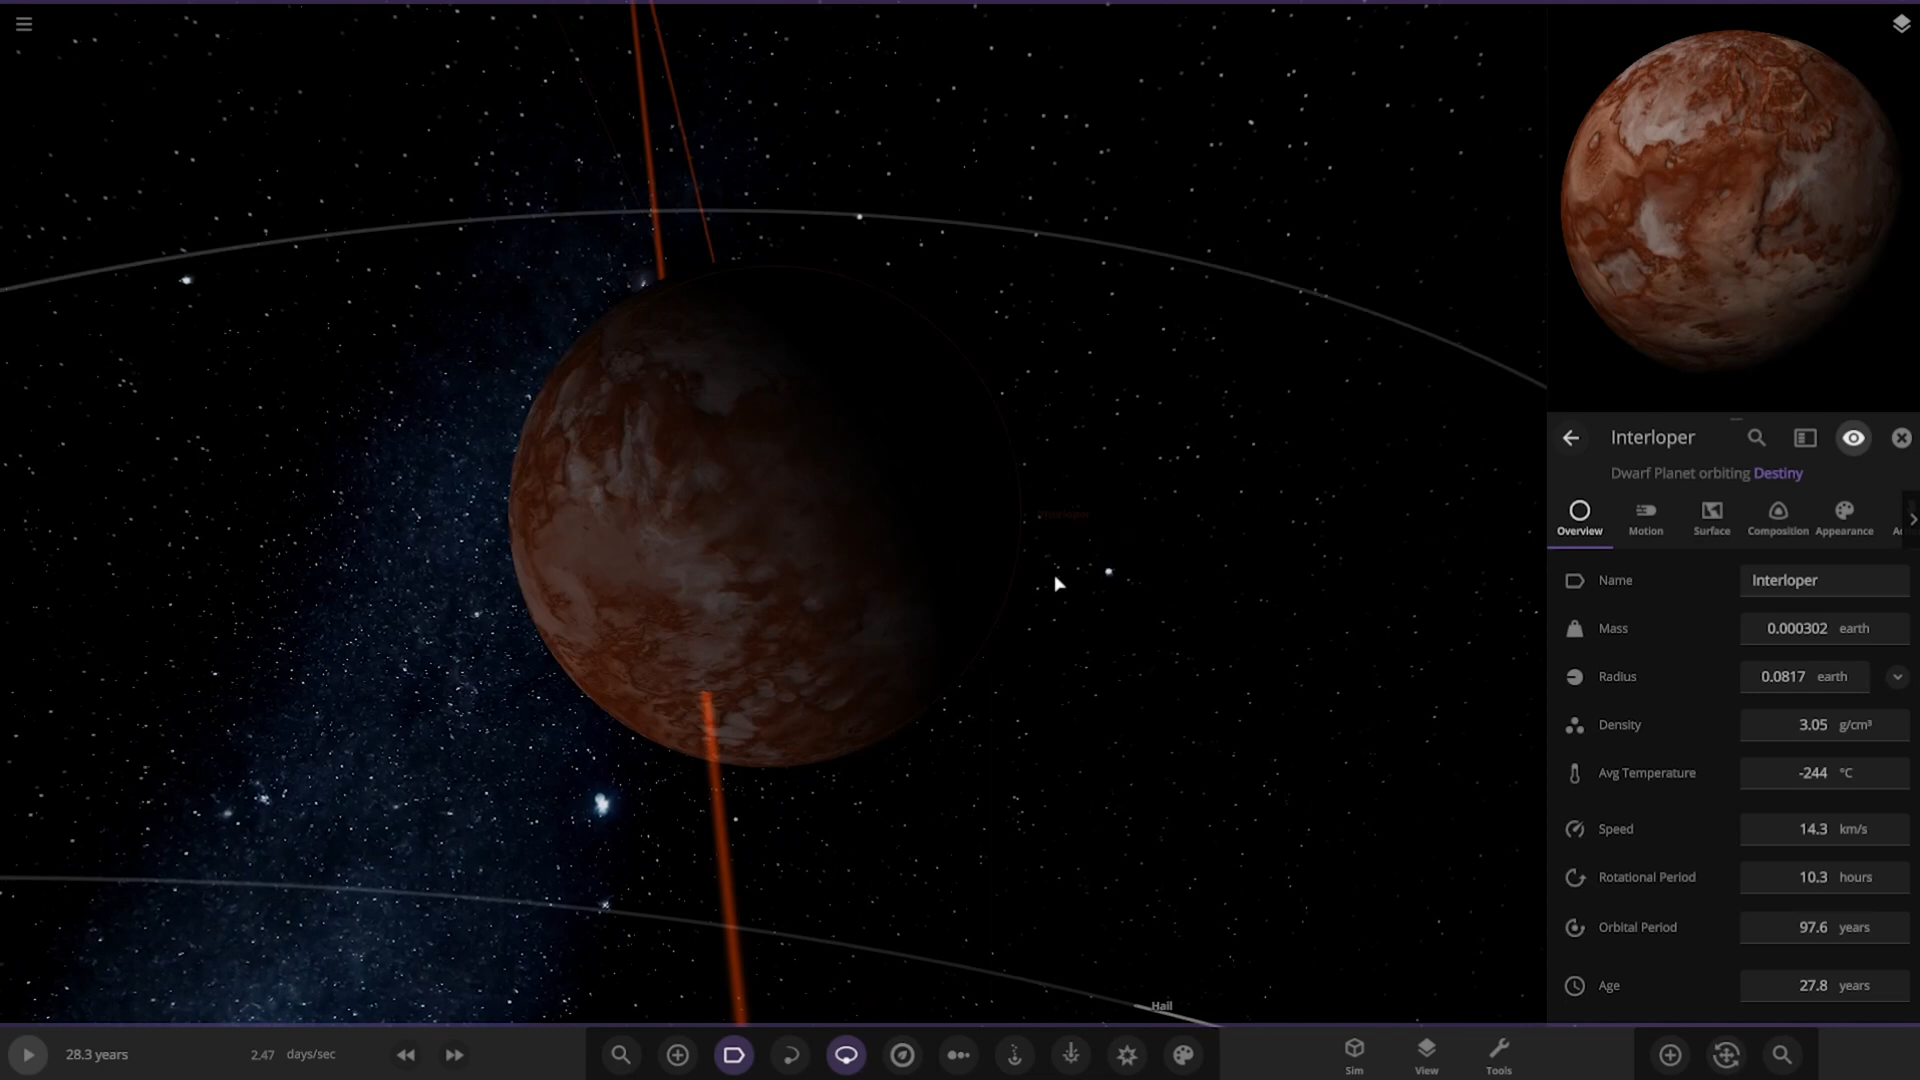 Interloper
Dwarf Planet orbiting Destiny
Overview Motion Surface Composition Appearance
Name Interloper
Mass 0.000302 earth
Radius 0.0817 earth
Density 3.05 g/cm³
Avg Temperature -244 °C
Speed 14.3 km/s
Rotational Period 10.3 hours
Orbital Period 97.6 years
Age 27.8 years
Interloper
Hail
28.3 years 2.47 days/sec
Sim View Tools